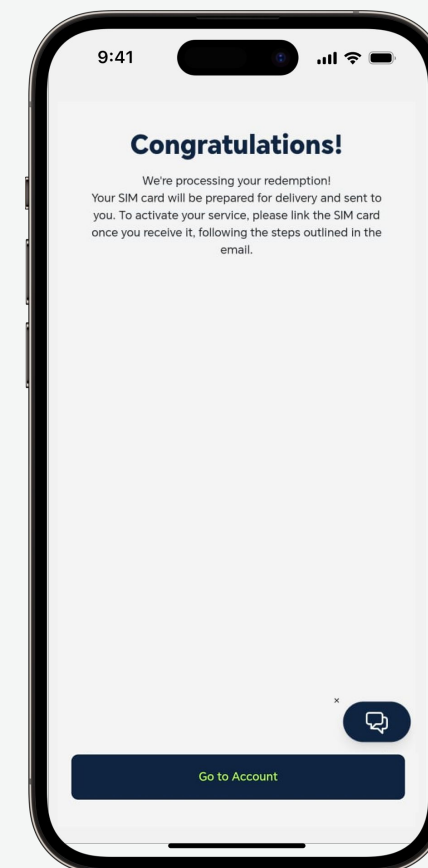 9:41
Congratulations!
We're processing your redemption!
Your SIM card will be prepared for delivery and sent to
you. To activate your service, please link the SIM card
once you receive it, following the steps outlined in the
email.
×
Go to Account